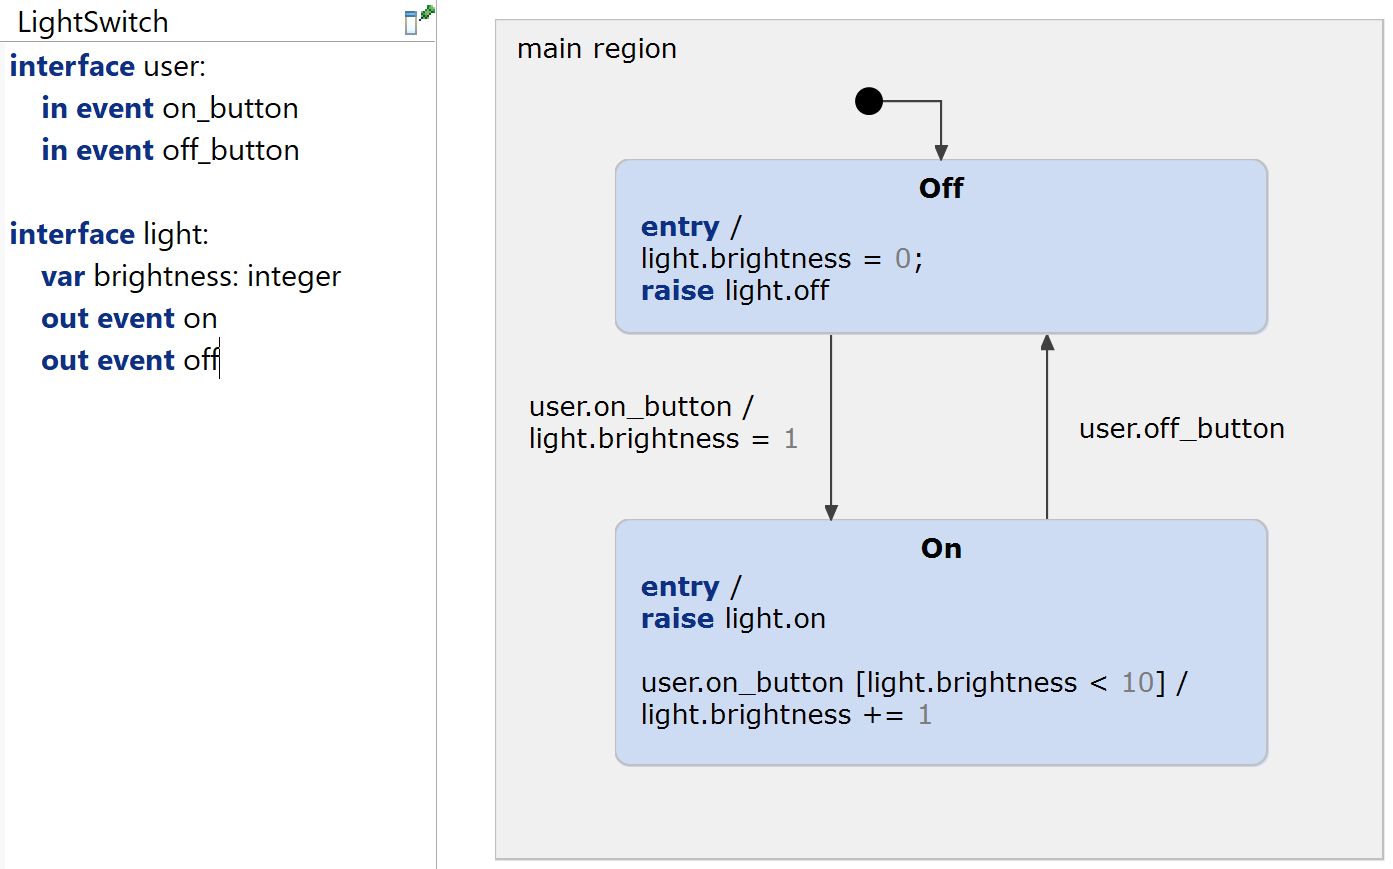 LightSwitch
interface user:
in event on_button
in event off_button
interface light:
var brightness: integer
out event on
out event off
main region
Off
entry /
light.brightness = 0;
raise light.off
user.on_button /
light.brightness = 1
user.off_button
On
entry /
raise light.on
user.on_button [light.brightness < 10] /
light.brightness += 1